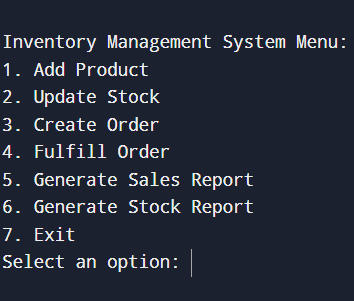 Inventory Management System Menu:
1. Add Product
2. Update Stock
3. Create Order
4. Fulfill Order
5. Generate Sales Report
6. Generate Stock Report
7. Exit
Select an option: